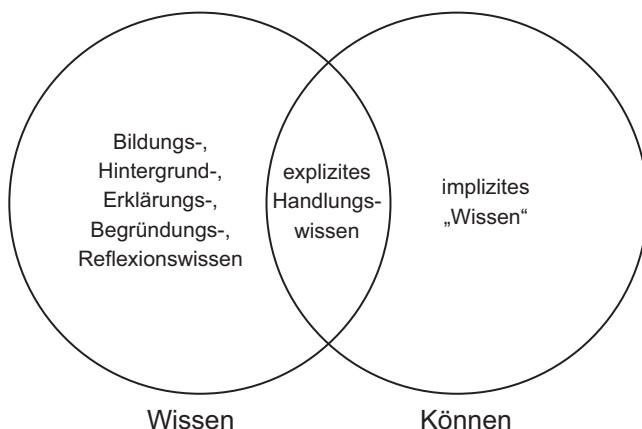 Bildungs-,
Hintergrund-,
Erklärungs-,
Begründungs-,
Reflexionswissen
explizites
Handlungs-
wissen
implizites
„Wissen“
Wissen
Können